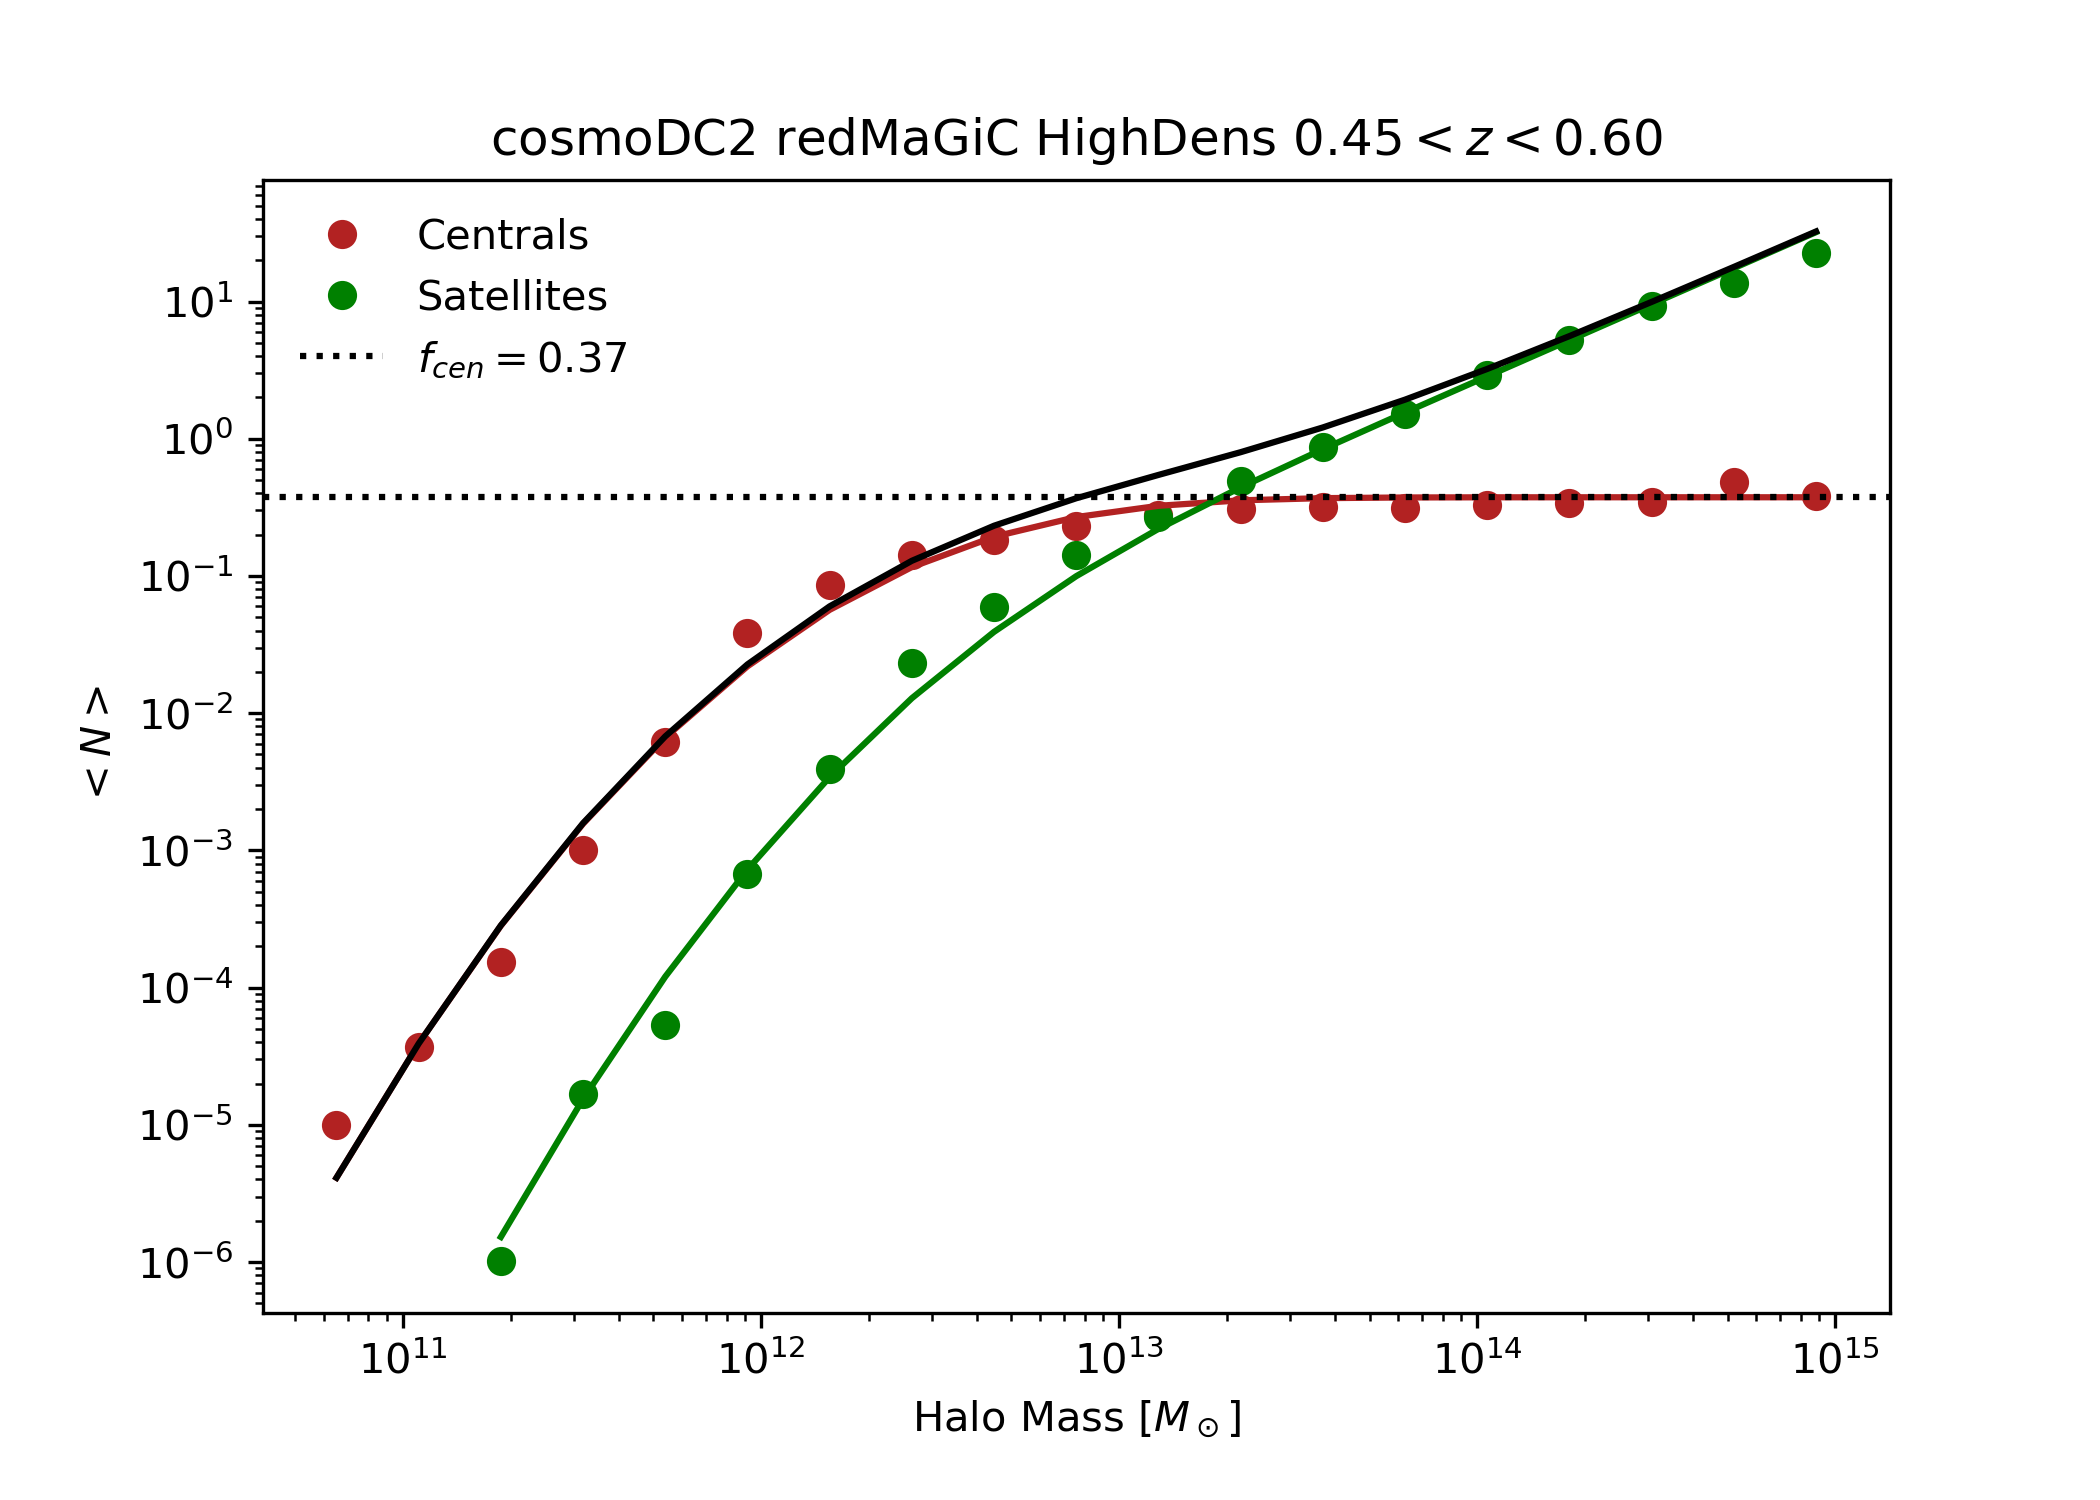 cosmoDC2 redMaGiC HighDens 0.45 < z < 0.60
Centrals
Satellites
f_{cen} = 0.37
< N >
10^1
10^0
10^{-1}
10^{-2}
10^{-3}
10^{-4}
10^{-5}
10^{-6}
10^{11} 10^{12} 10^{13} 10^{14} 10^{15}
Halo Mass [M_⊙]